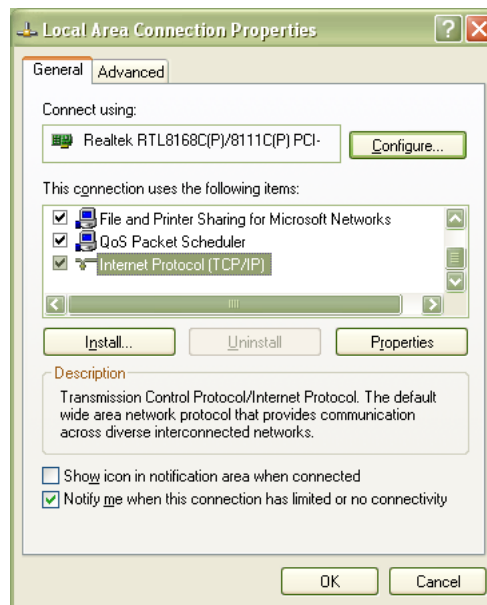 Local Area Connection Properties
General Advanced
Connect using:
Realtek RTL8168C(P)/8111C(P) PCI-
Configure...
This connection uses the following items:
File and Printer Sharing for Microsoft Networks
QoS Packet Scheduler
Internet Protocol (TCP/IP)
Install... Uninstall Properties
Description
Transmission Control Protocol/Internet Protocol. The default
wide area network protocol that provides communication
across diverse interconnected networks.
Show icon in notification area when connected
Notify me when this connection has limited or no connectivity
OK Cancel